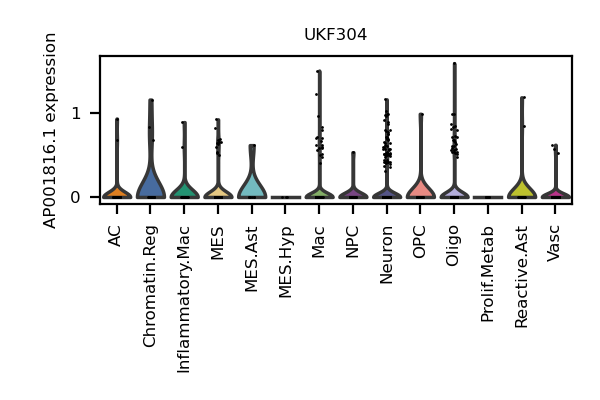 UKF304
AP001816.1 expression
1
0
AC
Chromatin.Reg
Inflammatory.Mac
MES
MES.Ast
MES.Hyp
Mac
NPC
Neuron
OPC
Oligo
Prolif.Metab
Reactive.Ast
Vasc